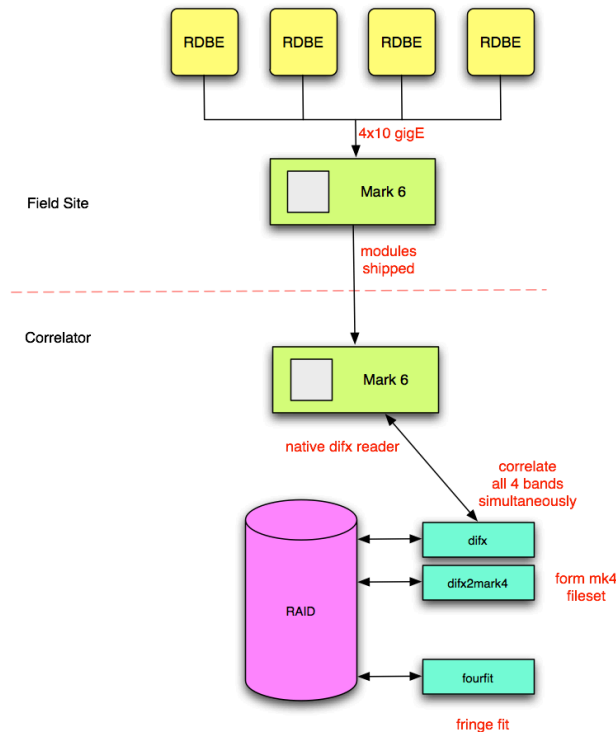 RDBE
RDBE
RDBE
RDBE
4x10 gigE
Mark 6
Field Site
modules
shipped
Correlator
Mark 6
native difx reader
correlate
all 4 bands
simultaneously
difx
difx2mark4
form mk4
fileset
RAID
fourfit
fringe fit